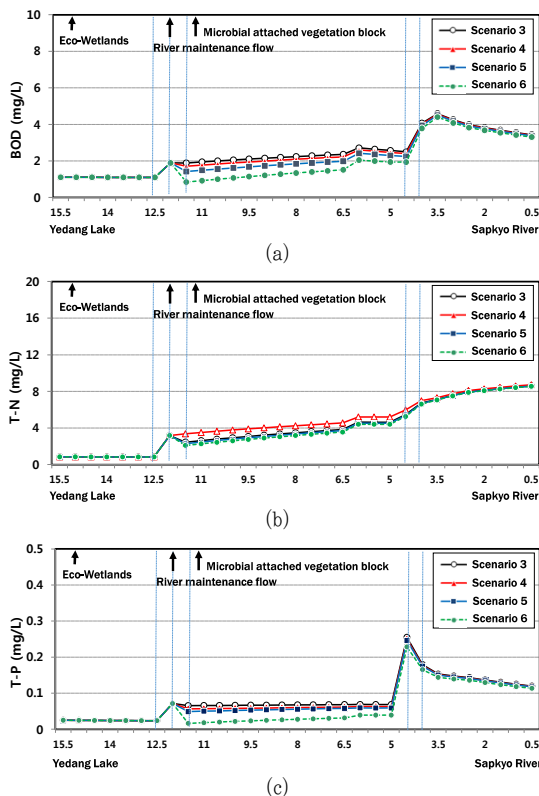 10
8
6
4
2
0
BOD (mg/L)
Eco-Wetlands
Microbial attached vegetation block
River maintenance flow
Scenario 3
Scenario 4
Scenario 5
Scenario 6
15.5 14 12.5 11 9.5 8 6.5 5 3.5 2 0.5
Yedang Lake Sapkyo River
(a)
20
16
12
8
4
0
T-N (mg/L)
Eco-Wetlands
Microbial attached vegetation block
River maintenance flow
Scenario 3
Scenario 4
Scenario 5
Scenario 6
15.5 14 12.5 11 9.5 8 6.5 5 3.5 2 0.5
Yedang Lake Sapkyo River
(b)
0.5
0.4
0.3
0.2
0.1
0
T-P (mg/L)
Eco-Wetlands
Microbial attached vegetation block
River maintenance flow
Scenario 3
Scenario 4
Scenario 5
Scenario 6
15.5 14 12.5 11 9.5 8 6.5 5 3.5 2 0.5
Yedang Lake Sapkyo River
(c)